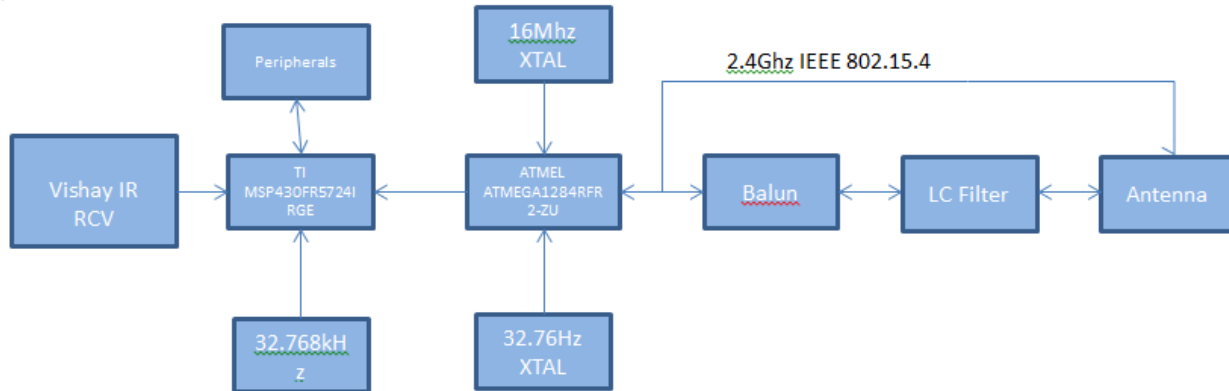 16Mhz
XTAL
Peripherals
2.4Ghz IEEE 802.15.4
Vishay IR
RCV
TI
MSP430FR5724I
RGE
ATMEL
ATMEGA1284RFR
2-ZU
Balun
LC Filter
Antenna
32.768kH
z
32.76Hz
XTAL